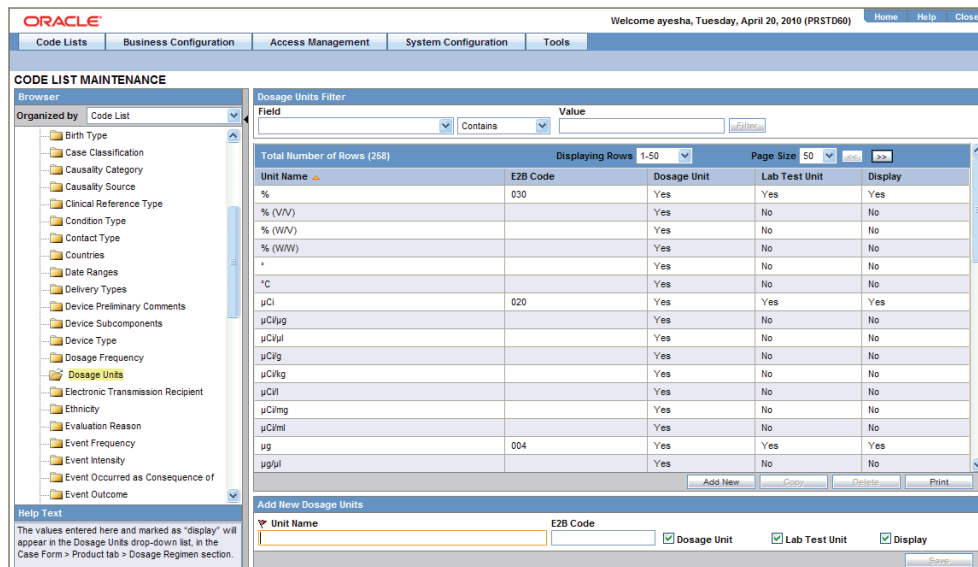 ORACLE
Welcome ayesha, Tuesday, April 20, 2010 (PRSTD60)
Home Help Close
Code Lists Business Configuration Access Management System Configuration Tools
CODE LIST MAINTENANCE
Browser
Organized by Code List
Birth Type
Case Classification
Causality Category
Causality Source
Clinical Reference Type
Condition Type
Contact Type
Countries
Date Ranges
Delivery Types
Device Preliminary Comments
Device Subcomponents
Device Type
Dosage Frequency
Dosage Units
Electronic Transmission Recipient
Ethnicity
Evaluation Reason
Event Frequency
Event Intensity
Event Occurred as Consequence of
Event Outcome
Help Text
The values entered here and marked as "display" will
appear in the Dosage Units drop-down list, in the
Case Form > Product tab > Dosage Regimen section.
Dosage Units Filter
Field Value
Contains Filter
Total Number of Rows (258) Displaying Rows 1-50 Page Size 50 << >>
Unit Name E2B Code Dosage Unit Lab Test Unit Display
% 030 Yes Yes Yes
% (V/V) Yes No No
% (W/V) Yes No No
% (W/W) Yes No No
° Yes No No
°C Yes No No
µCi 020 Yes Yes Yes
µCi/µg Yes No No
µCi/µl Yes No No
µCi/g Yes No No
µCi/kg Yes No No
µCi/l Yes No No
µCi/mg Yes No No
µCi/ml Yes No No
µg 004 Yes Yes Yes
µg/µl Yes No No
Add New Copy Delete Print
Add New Dosage Units
Unit Name E2B Code
Dosage Unit Lab Test Unit Display
Save